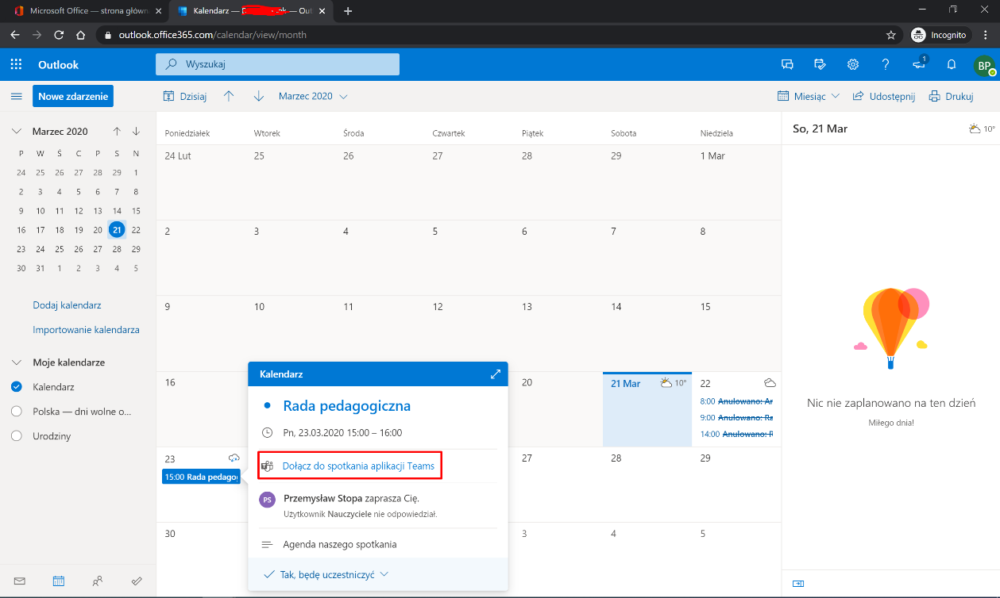 Microsoft Office — strona główn
Kalendarz — — Out
outlook.office365.com/calendar/view/month
Incognito
Outlook
Wyszukaj
1
BP
Nowe zdarzenie
Dzisiaj
Marzec 2020
Miesiąc
Udostępnij
Drukuj
Marzec 2020
P W Ś C P S N
24 25 26 27 28 29 1
2 3 4 5 6 7 8
9 10 11 12 13 14 15
16 17 18 19 20 21 22
23 24 25 26 27 28 29
30 31 1 2 3 4 5
Dodaj kalendarz
Importowanie kalendarza
Moje kalendarze
Kalendarz
Polska — dni wolne o...
Urodziny
Poniedziałek Wtorek Środa Czwartek Piątek Sobota Niedziela
24 Lut 25 26 27 28 29 1 Mar
2 3 4 5 6 7 8
9 10 11 12 13 14 15
16 20 21 Mar 10° 22
8:00 Anulowano: Ar
9:00 Anulowano: Ra
14:00 Anulowano: R
23 27 28 29
15:00 Rada pedagog
30 3 4 5
Kalendarz
Rada pedagogiczna
Pn, 23.03.2020 15:00 – 16:00
Dołącz do spotkania aplikacji Teams
PS
Przemysław Stopa zaprasza Cię.
Użytkownik Nauczyciele nie odpowiedział.
Agenda naszego spotkania
Tak, będę uczestniczyć
So, 21 Mar
10°
Nic nie zaplanowano na ten dzień
Miłego dnia!